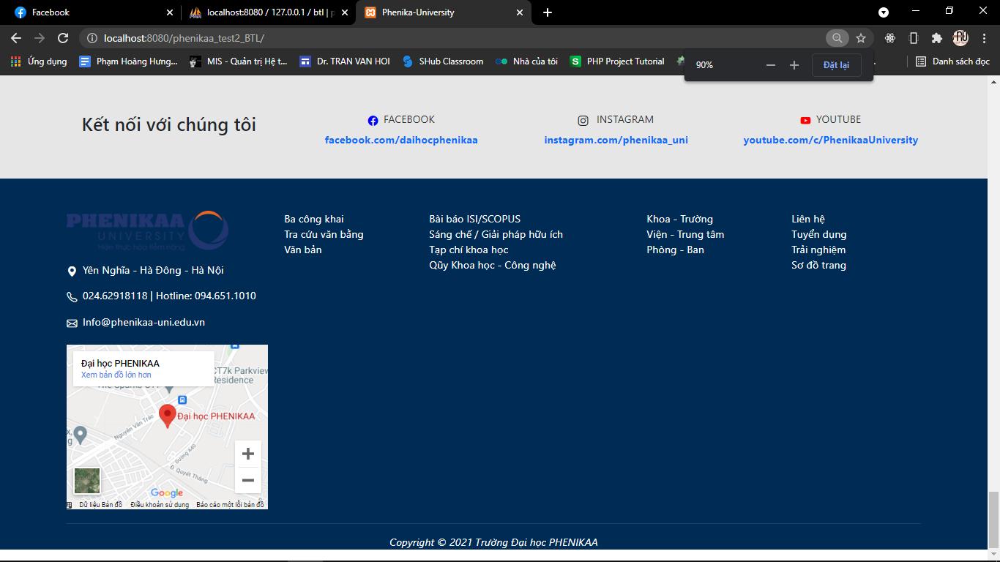 Facebook
localhost:8080 / 127.0.0.1 / btl | p
Phenika-University
localhost:8080/phenikaa_test2_BTL/
Ứng dụng
Phạm Hoàng Hưng...
MIS - Quản trị Hệ t...
Dr. TRAN VAN HOI
SHub Classroom
Nhà của tôi
PHP Project Tutorial
Danh sách đọc
90%
Đặt lại
Kết nối với chúng tôi
FACEBOOK
facebook.com/daihocphenikaa
INSTAGRAM
instagram.com/phenikaa_uni
YOUTUBE
youtube.com/c/PhenikaaUniversity
PHENIKAA
UNIVERSITY
Hiện thực hóa tiềm năng
Yên Nghĩa - Hà Đông - Hà Nội
024.62918118 | Hotline: 094.651.1010
Info@phenikaa-uni.edu.vn
Ba công khai
Tra cứu văn bằng
Văn bản
Bài báo ISI/SCOPUS
Sáng chế / Giải pháp hữu ích
Tạp chí khoa học
Qũy Khoa học - Công nghệ
Khoa - Trường
Viện - Trung tâm
Phòng - Ban
Liên hệ
Tuyển dụng
Trải nghiệm
Sơ đồ trang
Đại học PHENIKAA
Xem bản đồ lớn hơn
CT7k Parkview
Residence
Đại học PHENIKAA
Nguyễn Văn Trác
Đường A40
Đ. Quyết Thắng
Google
Dữ liệu Bản đồ
Điều khoản sử dụng
Báo cáo một lỗi bản đồ
Copyright © 2021 Trường Đại học PHENIKAA